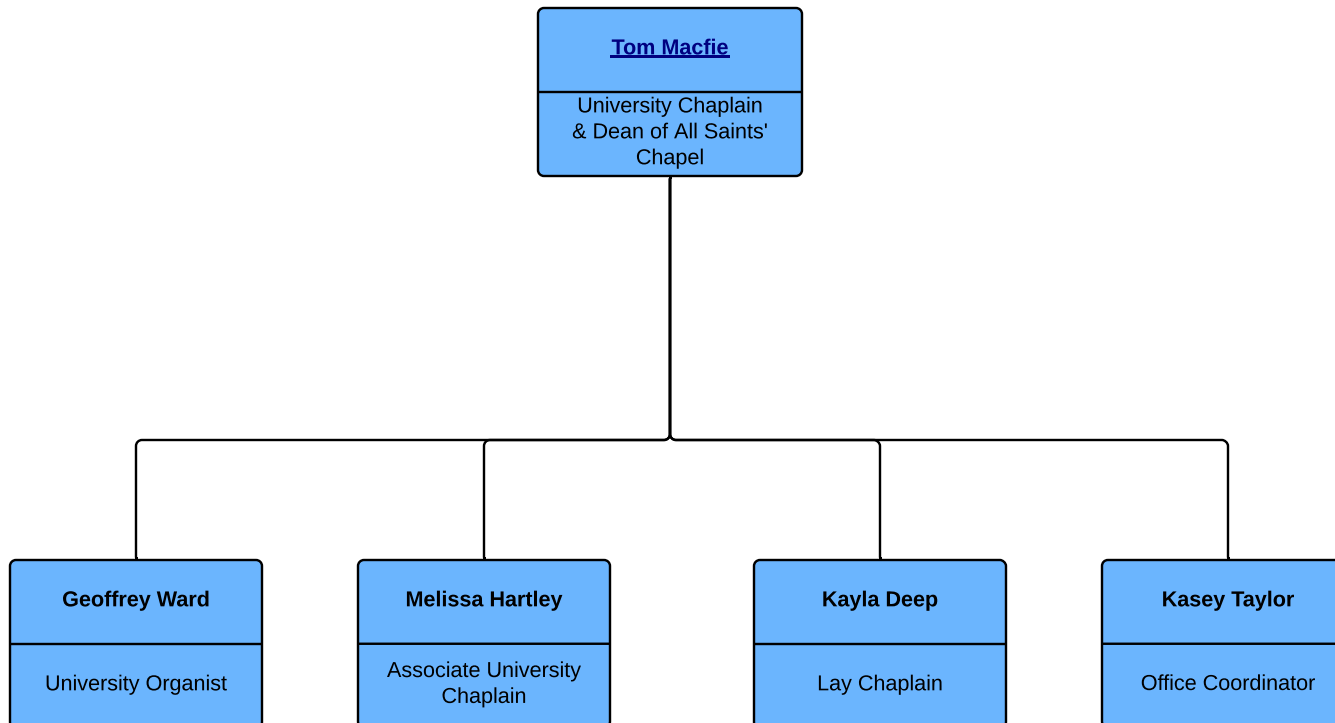 Tom Macfie
University Chaplain
& Dean of All Saints'
Chapel
Geoffrey Ward
University Organist
Melissa Hartley
Associate University
Chaplain
Kayla Deep
Lay Chaplain
Kasey Taylor
Office Coordinator